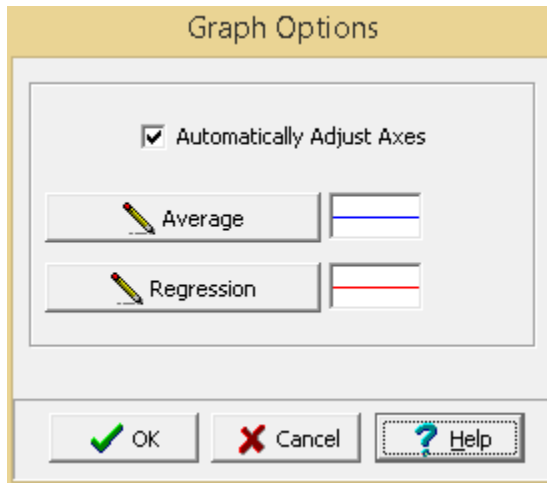 Graph Options
Automatically Adjust Axes
Average
Regression
OK Cancel Help